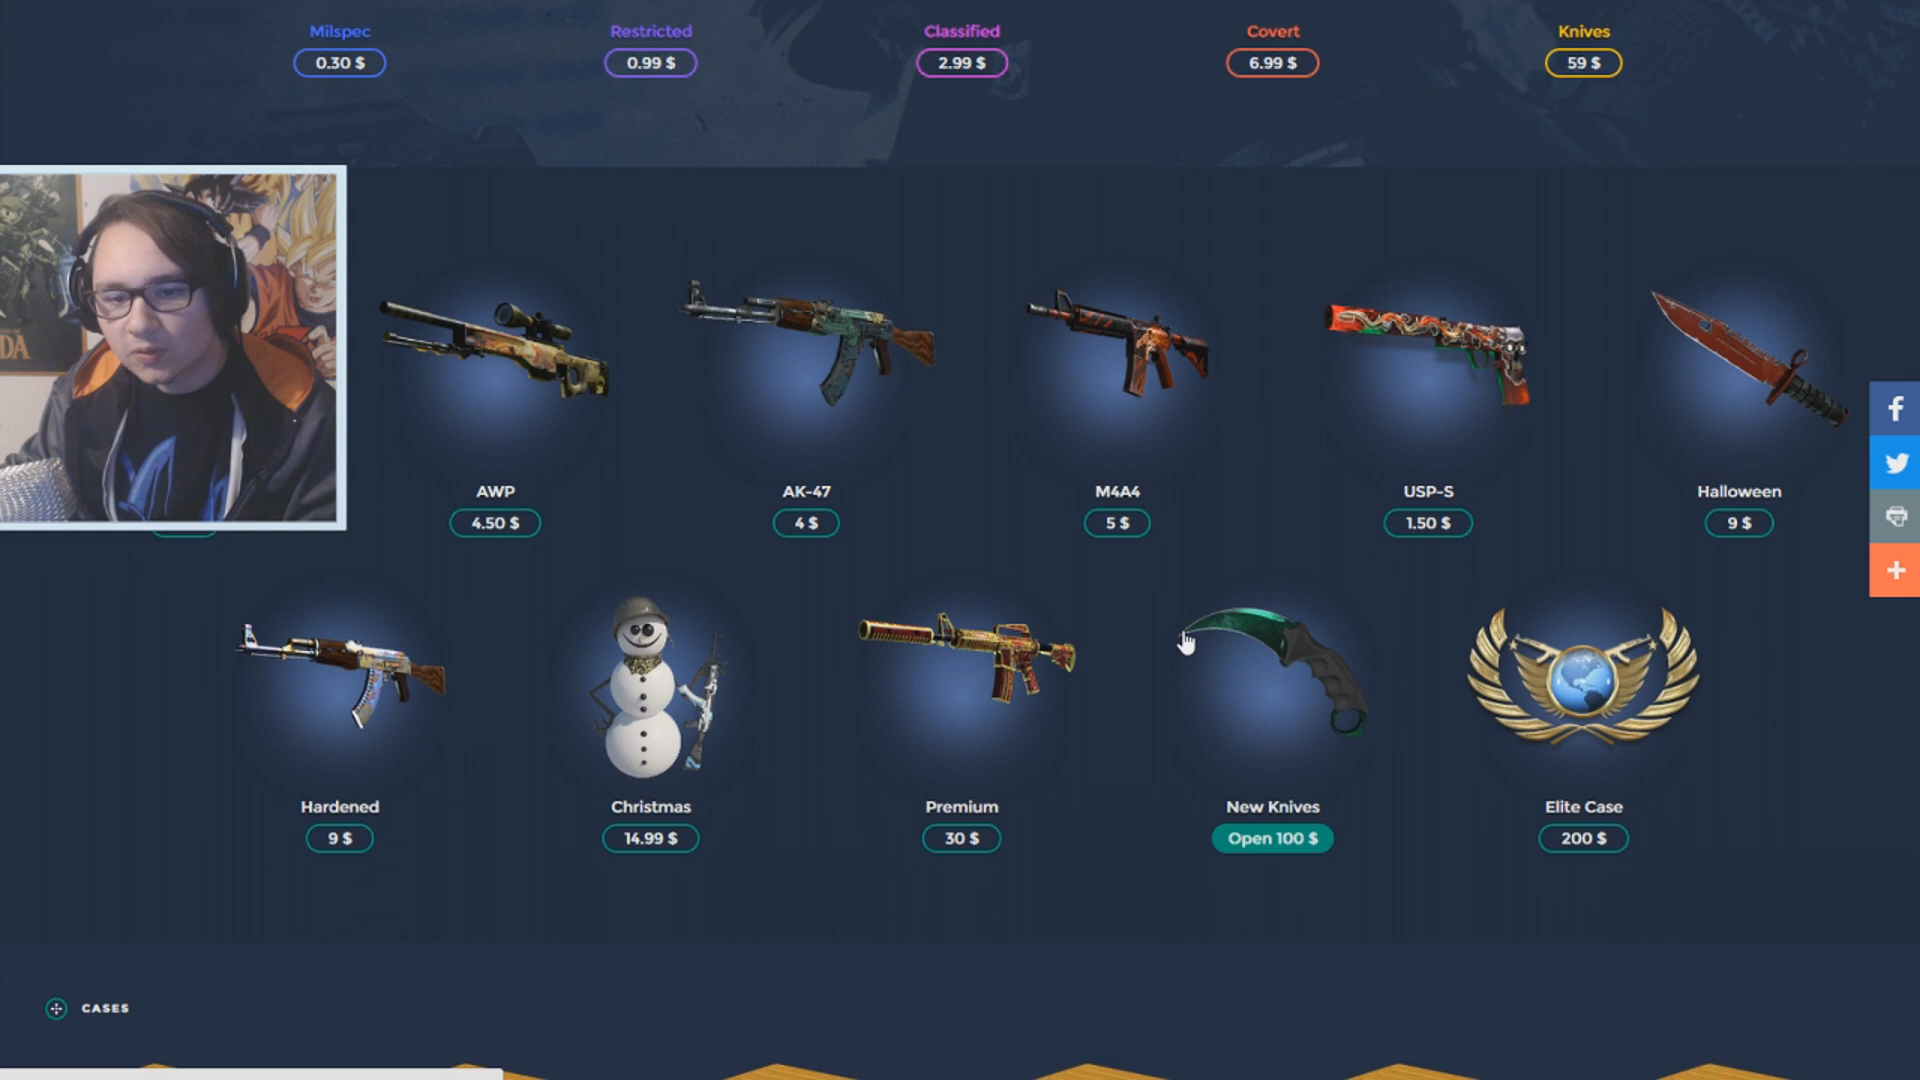 Milspec
0.30 $
Restricted
0.99 $
Classified
2.99 $
Covert
6.99 $
Knives
59 $
DA
AWP
4.50 $
AK-47
4 $
M4A4
5 $
USP-S
1.50 $
Halloween
9 $
Hardened
9 $
Christmas
14.99 $
Premium
30 $
New Knives
Open 100 $
Elite Case
200 $
CASES